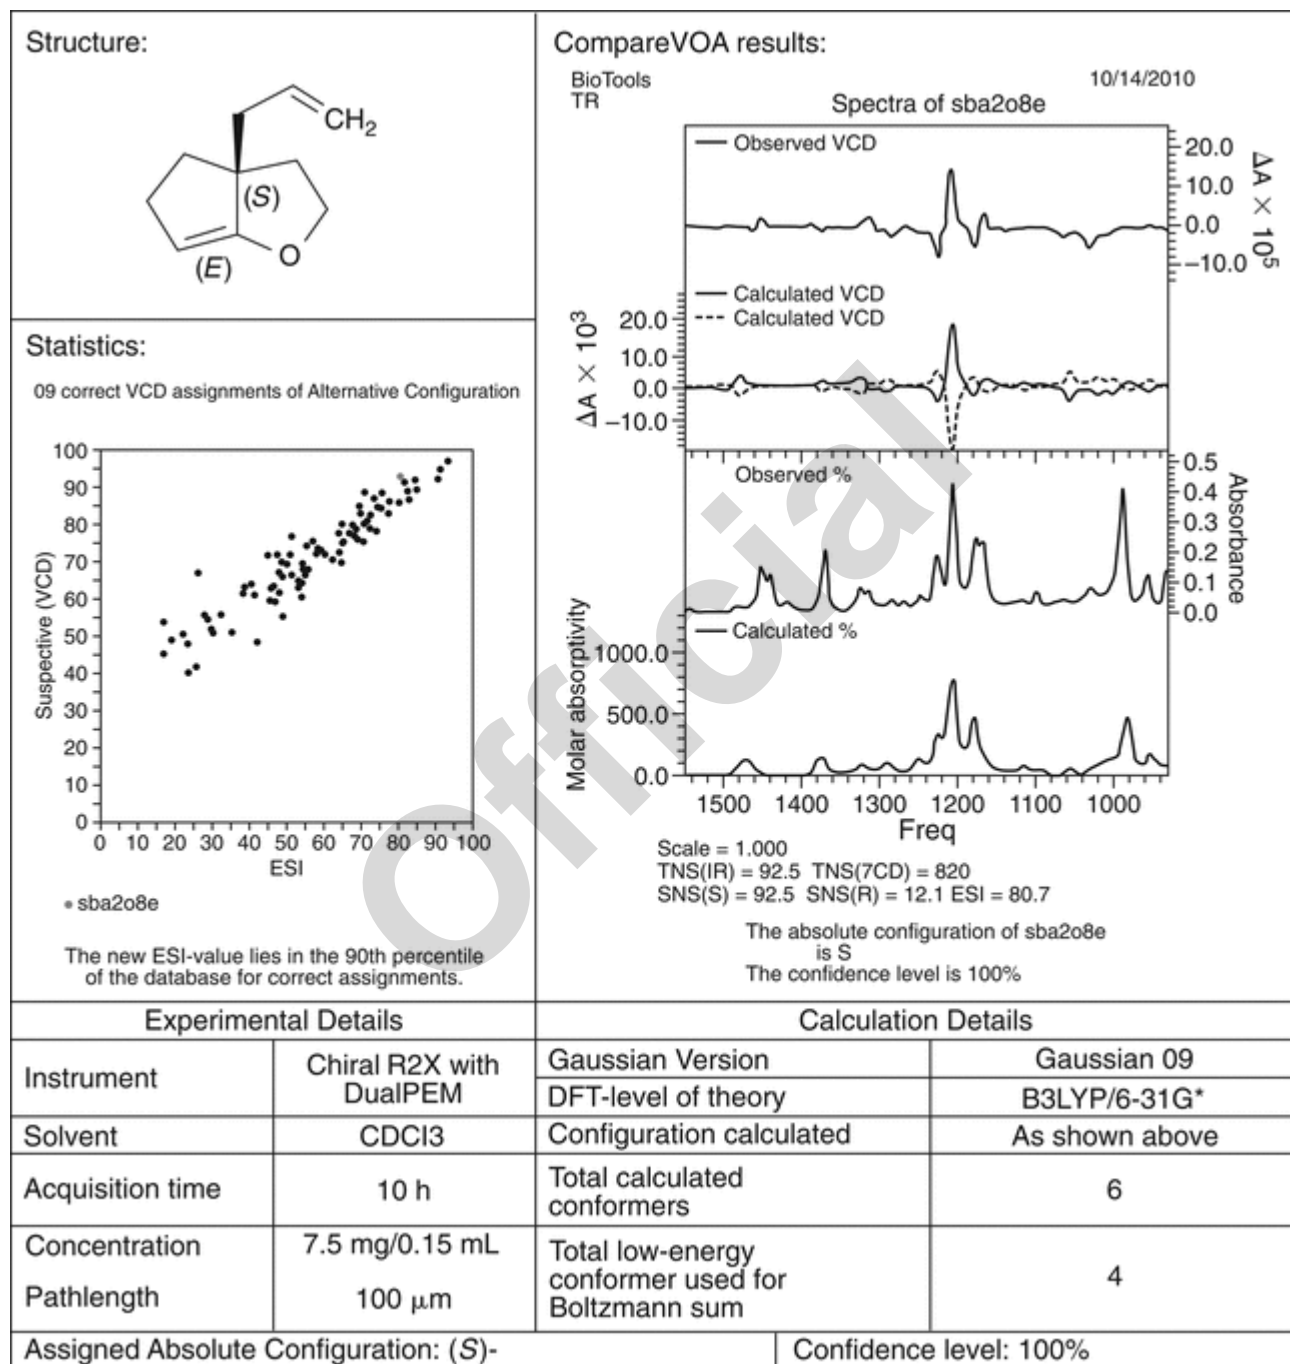 Structure:
CH2
(S)
O
(E)
Statistics:
09 correct VCD assignments of Alternative Configuration
Suspective (VCD)
100
90
80
70
60
50
40
30
20
10
0
0 10 20 30 40 50 60 70 80 90 100
ESI
sba2o8e
The new ESI-value lies in the 90th percentile
of the database for correct assignments.
CompareVOA results:
BioTools
TR
10/14/2010
Spectra of sba2o8e
Observed VCD
20.0
10.0
0.0
−10.0
ΔA × 10⁵
Calculated VCD
Calculated VCD
ΔA × 10³
20.0
10.0
0.0
−10.0
Observed %
0.5
0.4
0.3
0.2
0.1
0.0
Absorbance
Calculated %
Molar absorptivity
1000.0
500.0
0.0
1500 1400 1300 1200 1100 1000
Freq
Scale = 1.000
TNS(IR) = 92.5 TNS(7CD) = 820
SNS(S) = 92.5 SNS(R) = 12.1 ESI = 80.7
The absolute configuration of sba2o8e
is S
The confidence level is 100%
Official
Experimental Details
Instrument
Chiral R2X with
DualPEM
Solvent
CDCl3
Acquisition time
10 h
Concentration
7.5 mg/0.15 mL
Pathlength
100 μm
Calculation Details
Gaussian Version
Gaussian 09
DFT-level of theory
B3LYP/6-31G*
Configuration calculated
As shown above
Total calculated
conformers
6
Total low-energy
conformer used for
Boltzmann sum
4
Assigned Absolute Configuration: (S)-
Confidence level: 100%